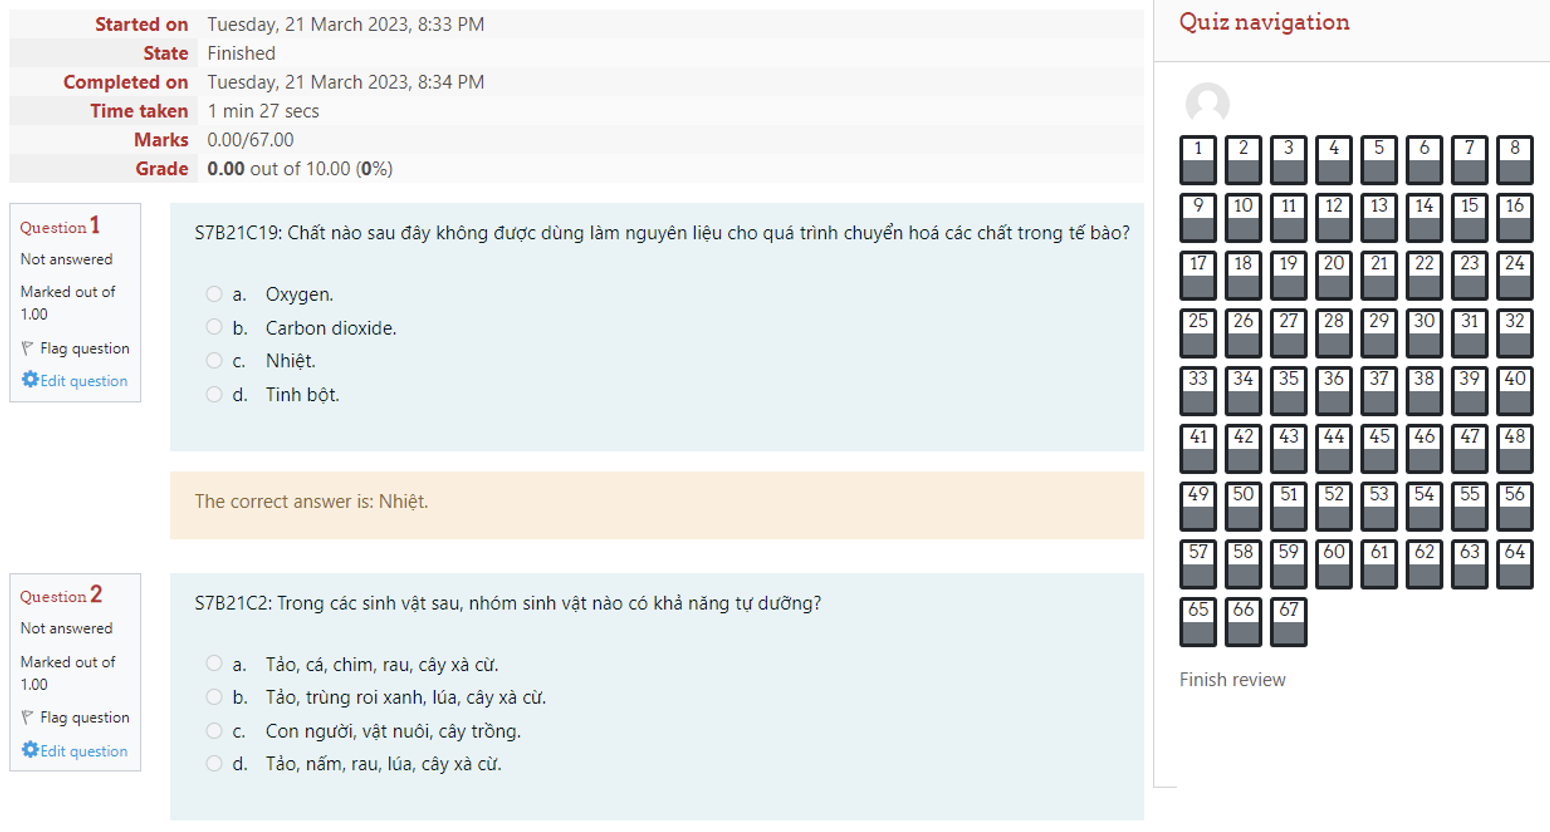 Started on Tuesday, 21 March 2023, 8:33 PM
State Finished
Completed on Tuesday, 21 March 2023, 8:34 PM
Time taken 1 min 27 secs
Marks 0.00/67.00
Grade 0.00 out of 10.00 (0%)
Question 1
Not answered
Marked out of
1.00
Flag question
Edit question
S7B21C19: Chất nào sau đây không được dùng làm nguyên liệu cho quá trình chuyển hoá các chất trong tế bào?
a. Oxygen.
b. Carbon dioxide.
c. Nhiệt.
d. Tinh bột.
The correct answer is: Nhiệt.
Question 2
Not answered
Marked out of
1.00
Flag question
Edit question
S7B21C2: Trong các sinh vật sau, nhóm sinh vật nào có khả năng tự dưỡng?
a. Tảo, cá, chim, rau, cây xà cừ.
b. Tảo, trùng roi xanh, lúa, cây xà cừ.
c. Con người, vật nuôi, cây trồng.
d. Tảo, nấm, rau, lúa, cây xà cừ.
Quiz navigation
1 2 3 4 5 6 7 8
9 10 11 12 13 14 15 16
17 18 19 20 21 22 23 24
25 26 27 28 29 30 31 32
33 34 35 36 37 38 39 40
41 42 43 44 45 46 47 48
49 50 51 52 53 54 55 56
57 58 59 60 61 62 63 64
65 66 67
Finish review